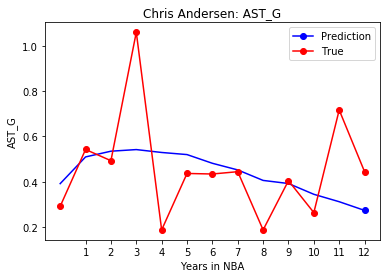 Chris Andersen: AST_G
Prediction
True
AST_G
1.0
0.8
0.6
0.4
0.2
1 2 3 4 5 6 7 8 9 10 11 12
Years in NBA